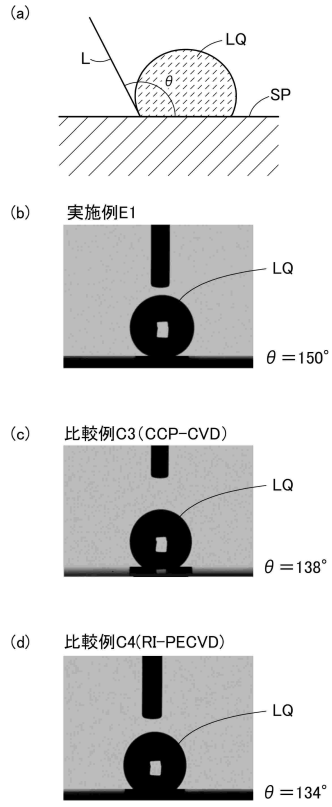 (a)
LQ
L
θ
SP
(b) 実施例E1
LQ
θ=150°
(c) 比較例C3(CCP-CVD)
LQ
θ=138°
(d) 比較例C4(RI-PECVD)
LQ
θ=134°